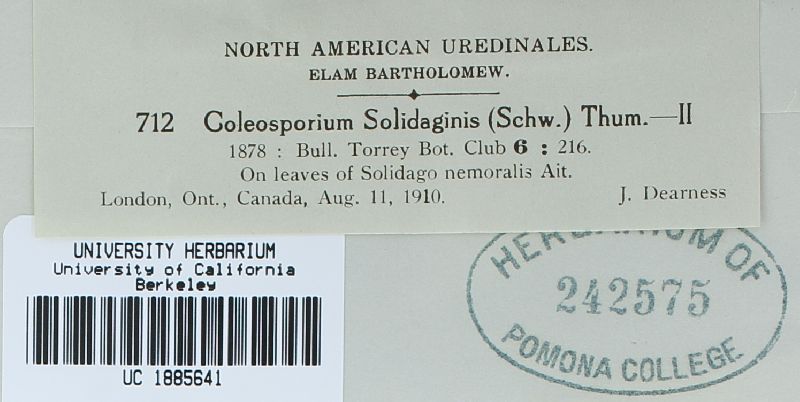 NORTH AMERICAN UREDINALES.
ELAM BARTHOLOMEW.
712 Coleosporium Solidaginis (Schw.) Thum.—II
1878 : Bull. Torrey Bot. Club 6 : 216.
On leaves of Solidago nemoralis Ait.
London, Ont., Canada, Aug. 11, 1910. J. Dearness
UNIVERSITY HERBARIUM
University of California
Berkeley
UC 1885641
HERBARIUM OF
242575
POMONA COLLEGE